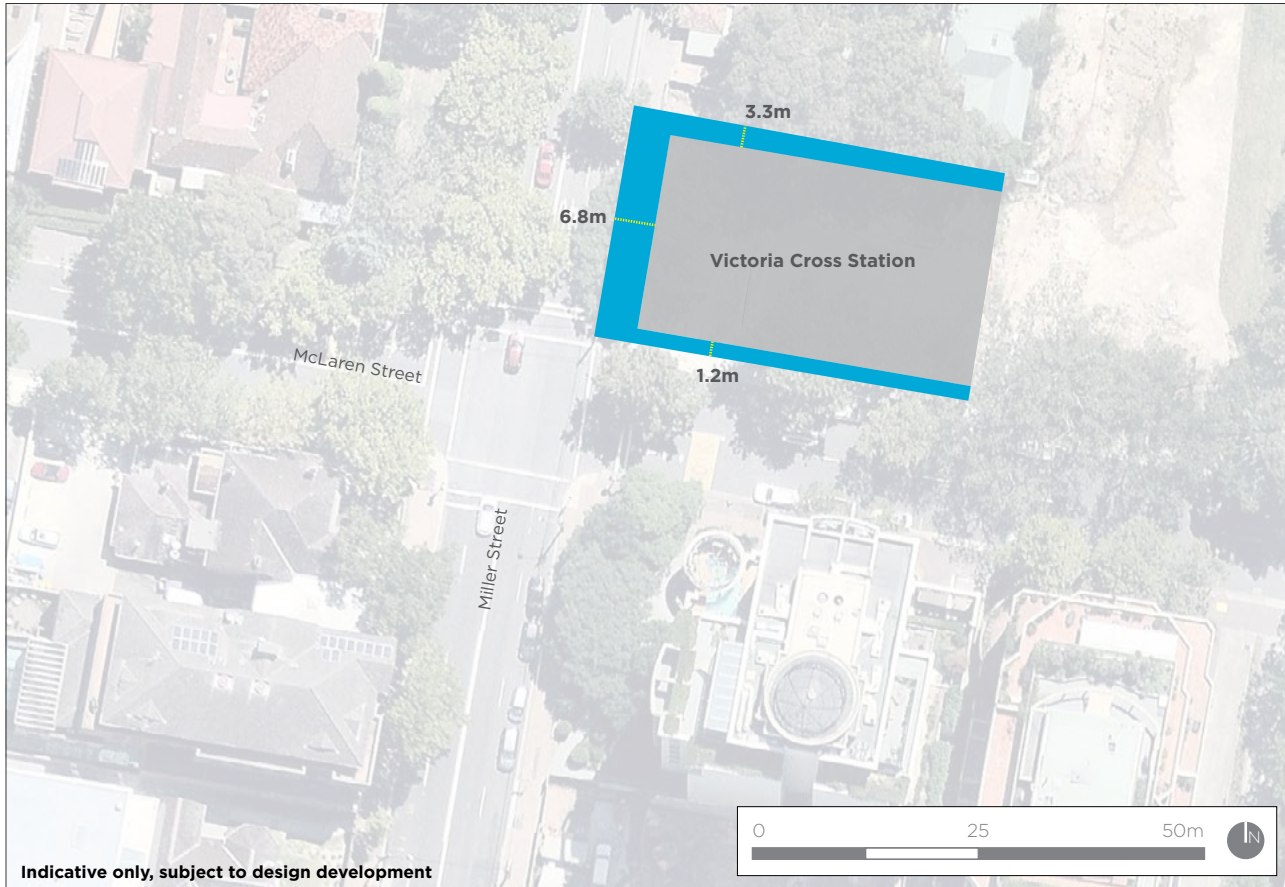 3.3m
6.8m
Victoria Cross Station
McLaren Street
1.2m
Miller Street
0 25 50m
N
Indicative only, subject to design development